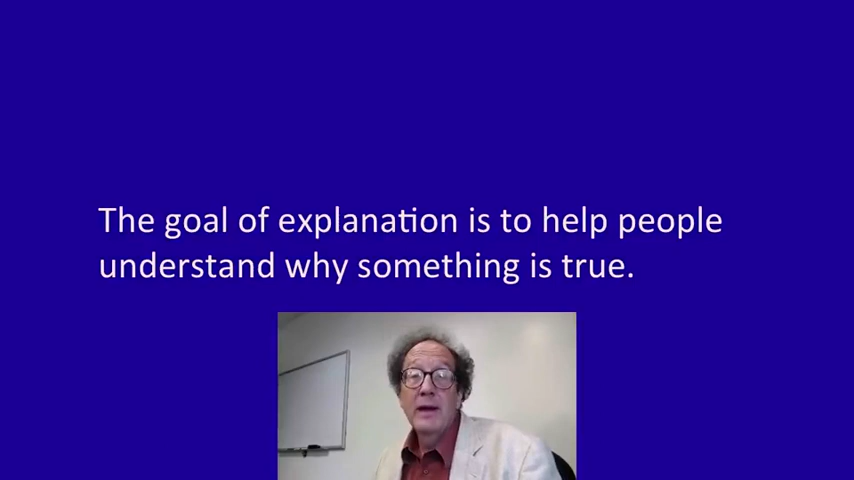 The goal of explanation is to help people
understand why something is true.